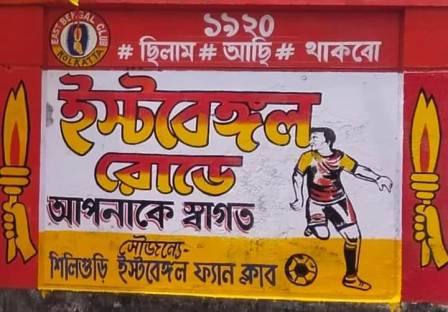 EAST BENGAL CLUB
KOLKATA
১৯২০
# ছিলাম # আছি # থাকবো
ইস্টবেঙ্গল
রোডে
আপনাকে স্বাগত
সৌজন্যে-
শিলিগুড়ি ইস্টবেঙ্গল ফ্যান ক্লাব